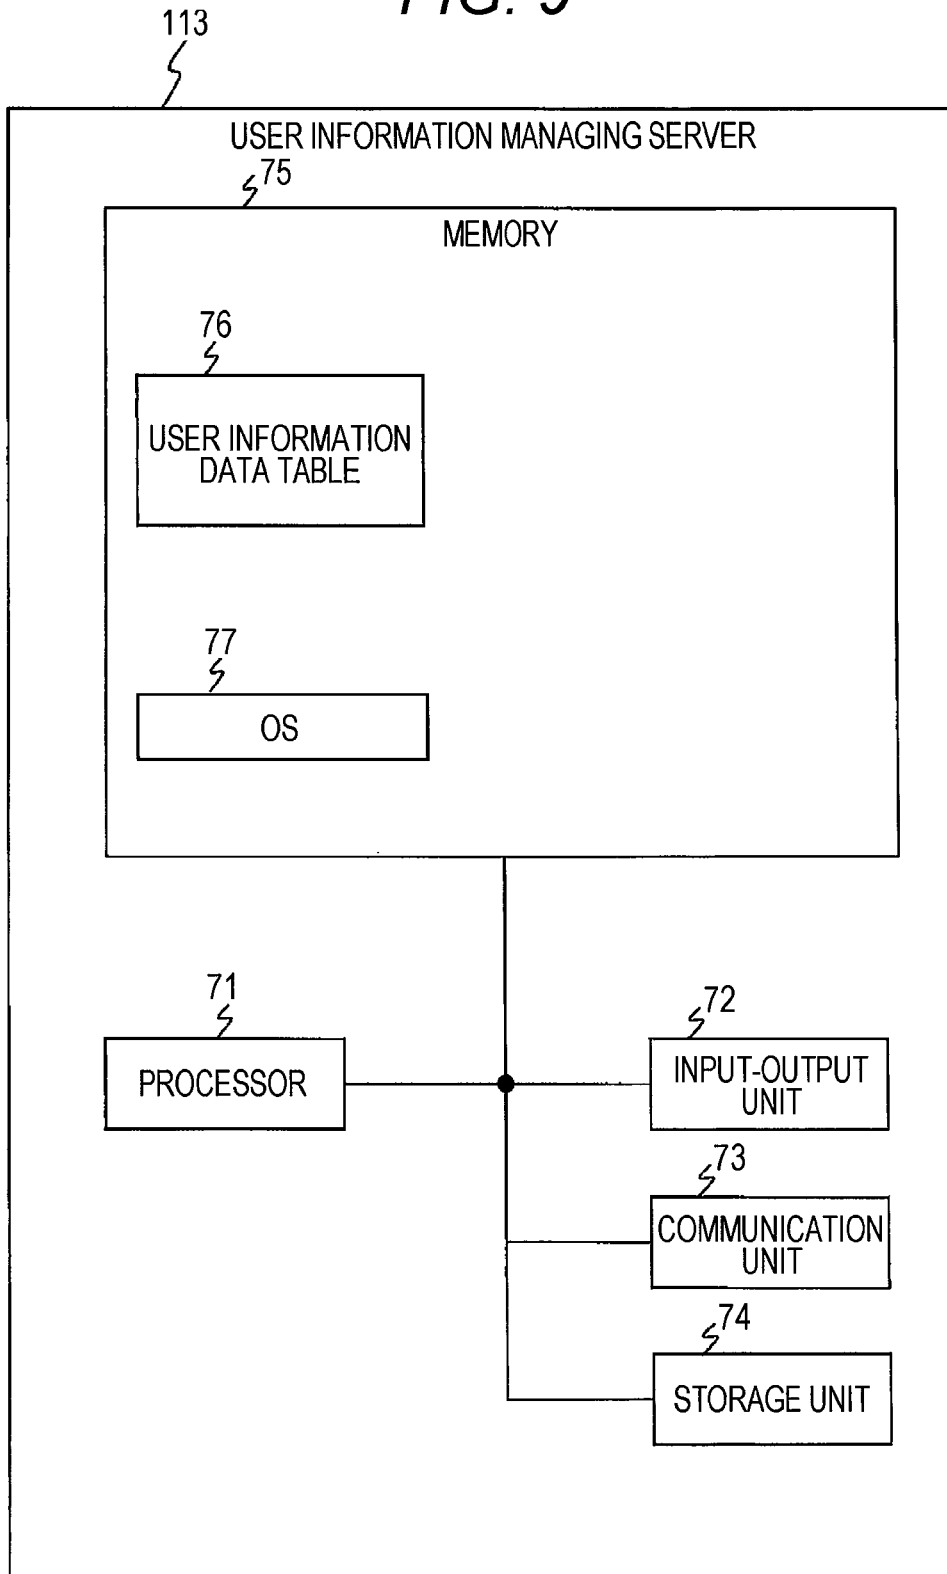 FIG.
113
USER INFORMATION MANAGING SERVER
75
MEMORY
76
USER INFORMATION
DATA TABLE
77
OS
71
PROCESSOR
72
INPUT-OUTPUT
UNIT
73
COMMUNICATION
UNIT
74
STORAGE UNIT